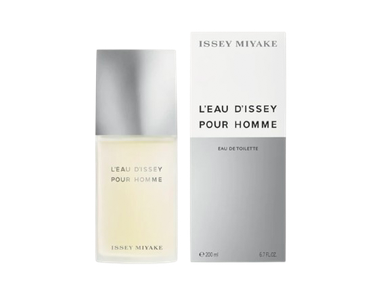 L'EAU D'ISSEY
POUR HOMME
ISSEY MIYAKE
ISSEY MIYAKE
L'EAU D'ISSEY
POUR HOMME
EAU DE TOILETTE
℮ 200 ml 6.7 FL.OZ